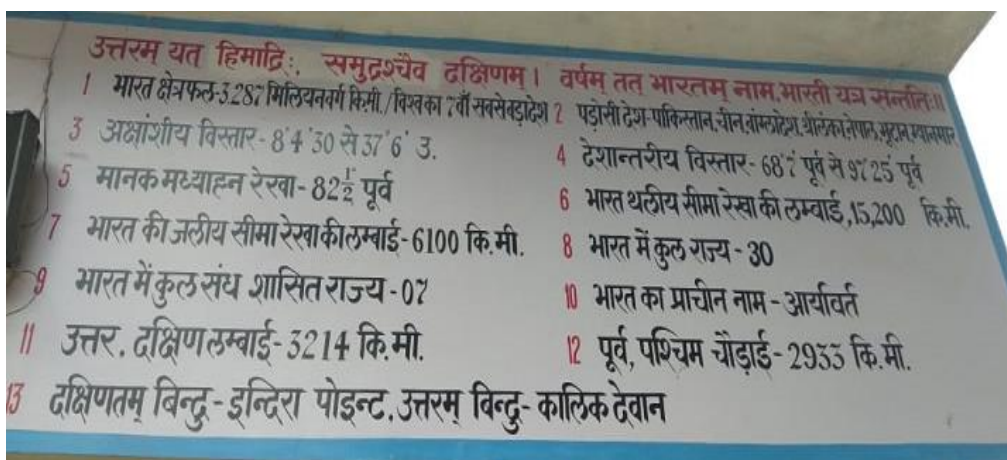 उत्तरम् यत हिमाद्रिः, समुद्रश्चैव दक्षिणम्। वर्षम् तत् भारतम् नाम, भारती यत्र सन्ततिः॥
1 भारत क्षेत्रफल-3.287 मिलियन वर्ग कि.मी./विश्व का 7वाँ सबसे बड़ा देश 2 पड़ोसी देश-पाकिस्तान, चीन, बांग्लादेश, श्रीलंका, नेपाल, भूटान, म्यानमार
3 अक्षांशीय विस्तार - 8°4'30 से 37°6' उ. 4 देशान्तरीय विस्तार - 68°7' पूर्व से 97°25' पूर्व
5 मानक मध्याह्न रेखा - 82½° पूर्व 6 भारत थलीय सीमा रेखा की लम्बाई, 15,200 कि.मी.
7 भारत की जलीय सीमा रेखा की लम्बाई - 6100 कि.मी. 8 भारत में कुल राज्य - 30
9 भारत में कुल संघ शासित राज्य - 07 10 भारत का प्राचीन नाम - आर्यावर्त
11 उत्तर, दक्षिण लम्बाई - 3214 कि.मी. 12 पूर्व, पश्चिम चौड़ाई - 2933 कि.मी.
13 दक्षिणतम् विन्दु - इन्दिरा पोइन्ट, उत्तरम् विन्दु - कालिक देवान